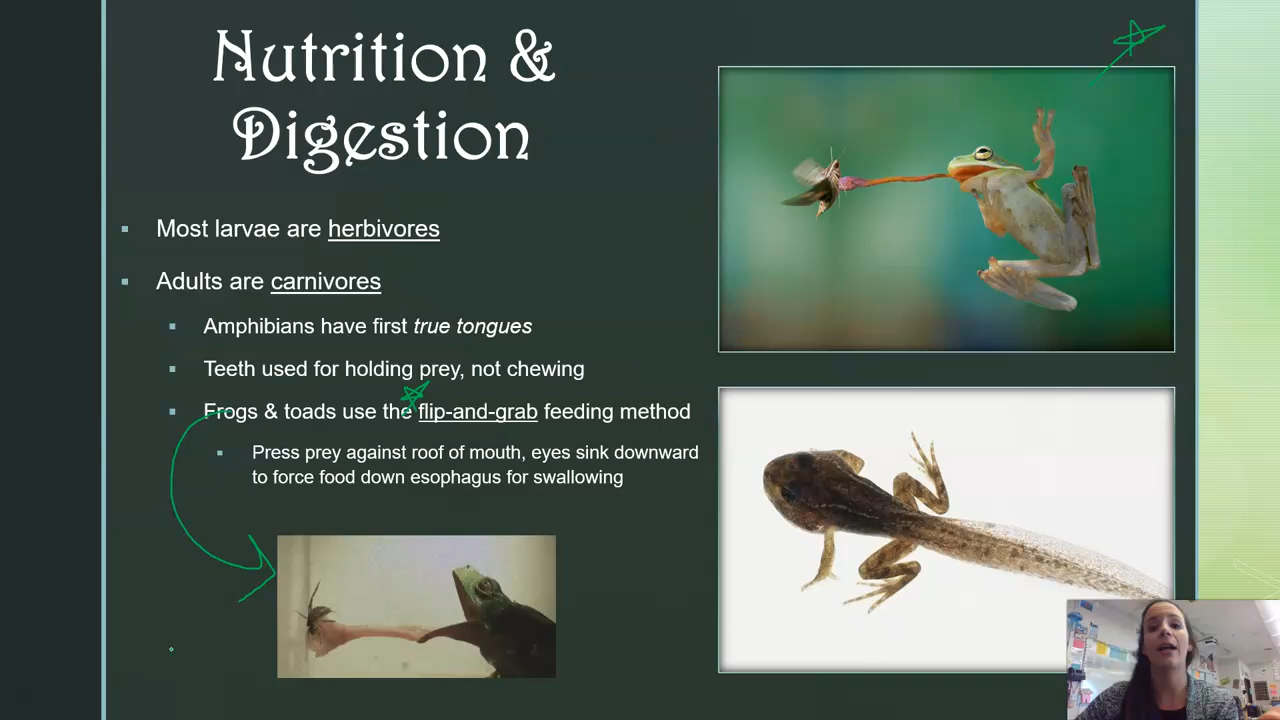 Nutrition &
Digestion
Most larvae are herbivores
Adults are carnivores
Amphibians have first true tongues
Teeth used for holding prey, not chewing
Frogs & toads use the flip-and-grab feeding method
Press prey against roof of mouth, eyes sink downward
to force food down esophagus for swallowing